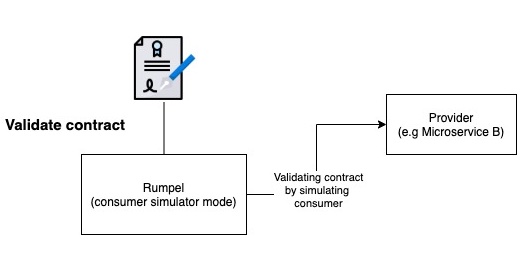 Validate contract
Provider
(e.g Microservice B)
Rumpel
(consumer simulator mode)
Validating contract
by simulating
consumer